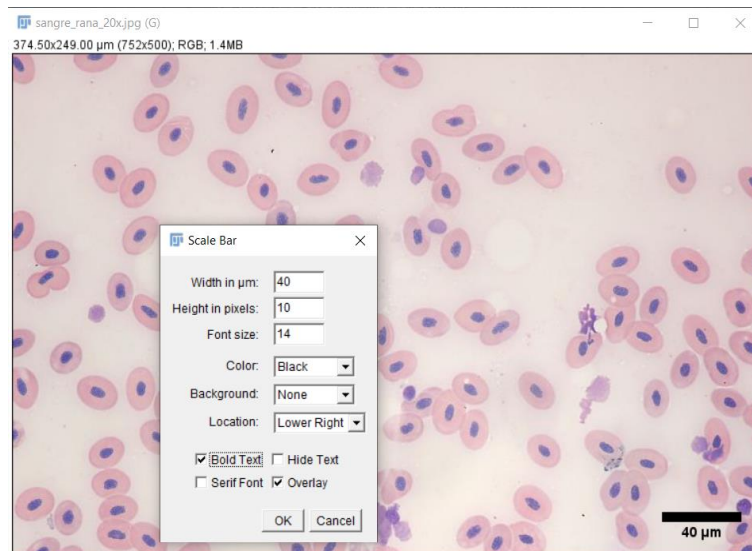 sangre_rana_20x.jpg (G)
374.50x249.00 µm (752x500); RGB; 1.4MB
Scale Bar
Width in µm: 40
Height in pixels: 10
Font size: 14
Color: Black
Background: None
Location: Lower Right
Bold Text Hide Text
Serif Font Overlay
OK Cancel
40 µm